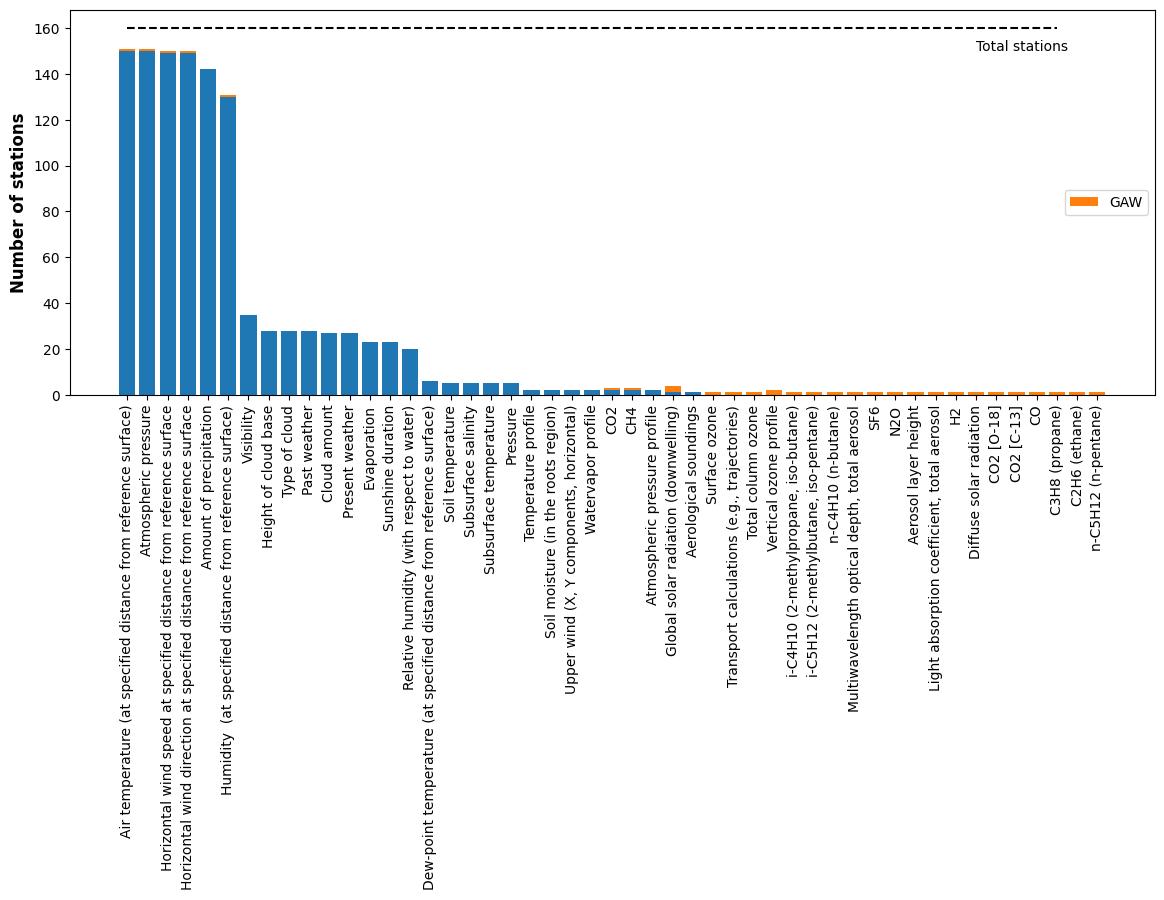 160
140
120
100
80
60
40
20
0
Number of stations
Total stations
GAW
Air temperature (at specified distance from reference surface)
Atmospheric pressure
Horizontal wind speed at specified distance from reference surface
Horizontal wind direction at specified distance from reference surface
Amount of precipitation
Humidity  (at specified distance from reference surface)
Visibility
Height of cloud base
Type of cloud
Past weather
Cloud amount
Present weather
Evaporation
Sunshine duration
Relative humidity (with respect to water)
Dew-point temperature (at specified distance from reference surface)
Soil temperature
Subsurface salinity
Subsurface temperature
Pressure
Temperature profile
Soil moisture (in the roots region)
Upper wind (X, Y components, horizontal)
Watervapor profile
CO2
CH4
Atmospheric pressure profile
Global solar radiation (downwelling)
Aerological soundings
Surface ozone
Transport calculations (e.g., trajectories)
Total column ozone
Vertical ozone profile
i-C4H10 (2-methylpropane, iso-butane)
i-C5H12 (2-methylbutane, iso-pentane)
n-C4H10 (n-butane)
Multiwavelength optical depth, total aerosol
SF6
N2O
Aerosol layer height
Light absorption coefficient, total aerosol
H2
Diffuse solar radiation
CO2 [O-18]
CO2 [C-13]
CO
C3H8 (propane)
C2H6 (ethane)
n-C5H12 (n-pentane)